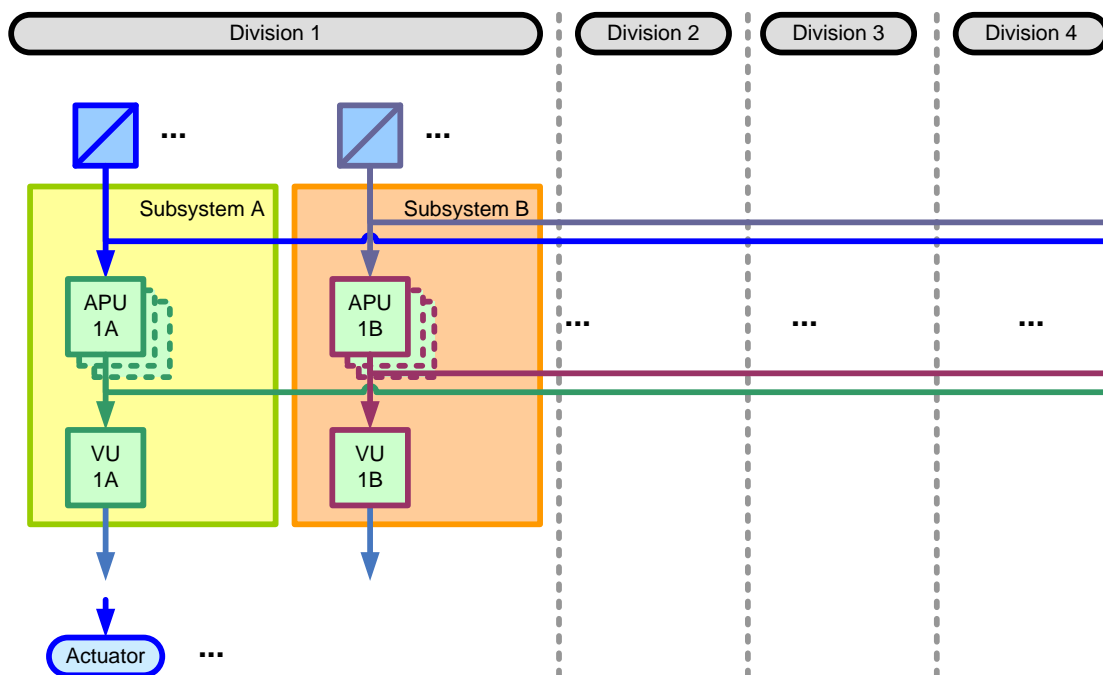 Division 1
Division 2
Division 3
Division 4
...
...
Subsystem A
Subsystem B
APU
1A
APU
1B
...
...
...
VU
1A
VU
1B
Actuator
...